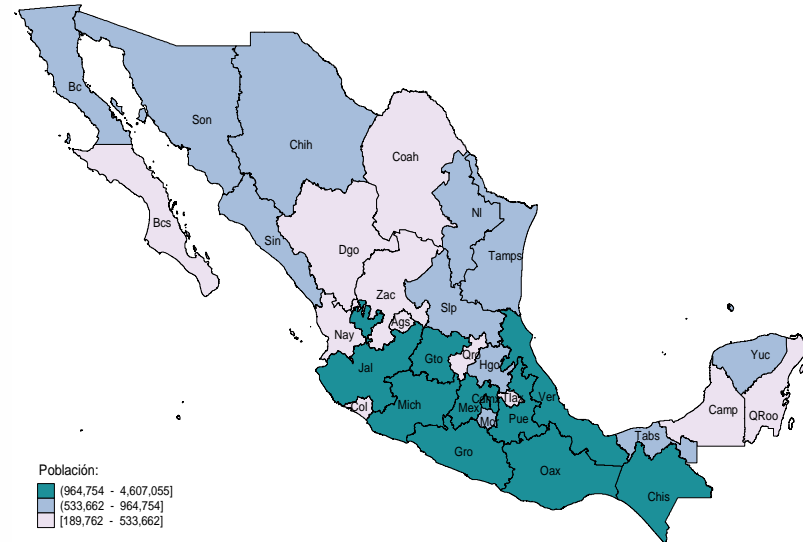 Bc
Son
Chih
Coah
Bcs
Sin
Nl
Dgo
Tamps
Zac
Slp
Nay
Ags
Jal
Gto
Qro
Hgo
Yuc
Col
Mich
Mex
Cdmx
Tlax
Ver
Camp
QRoo
Mor
Pue
Tabs
Gro
Oax
Chis
Población:
(964,754 - 4,607,055]
(533,662 - 964,754]
[189,762 - 533,662]